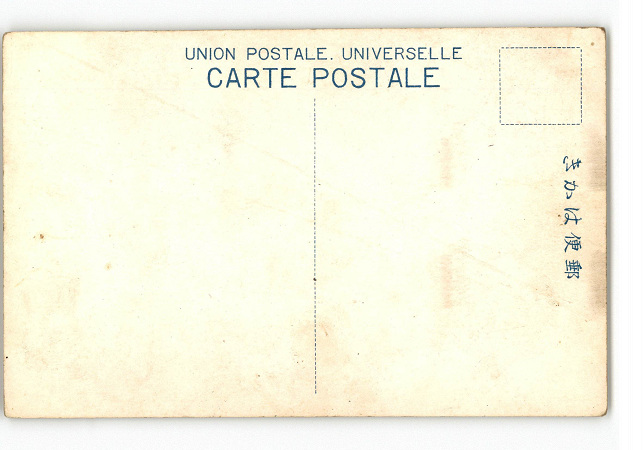 UNION POSTALE. UNIVERSELLE
CARTE POSTALE
きかは便郵